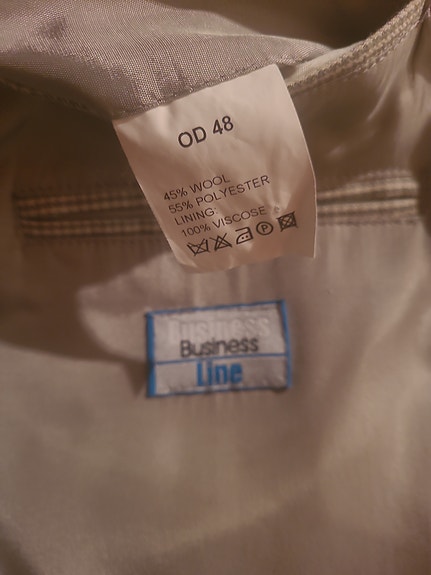 OD 48
45% WOOL
55% POLYESTER
LINING:
100% VISCOSE
Business
Business
Line